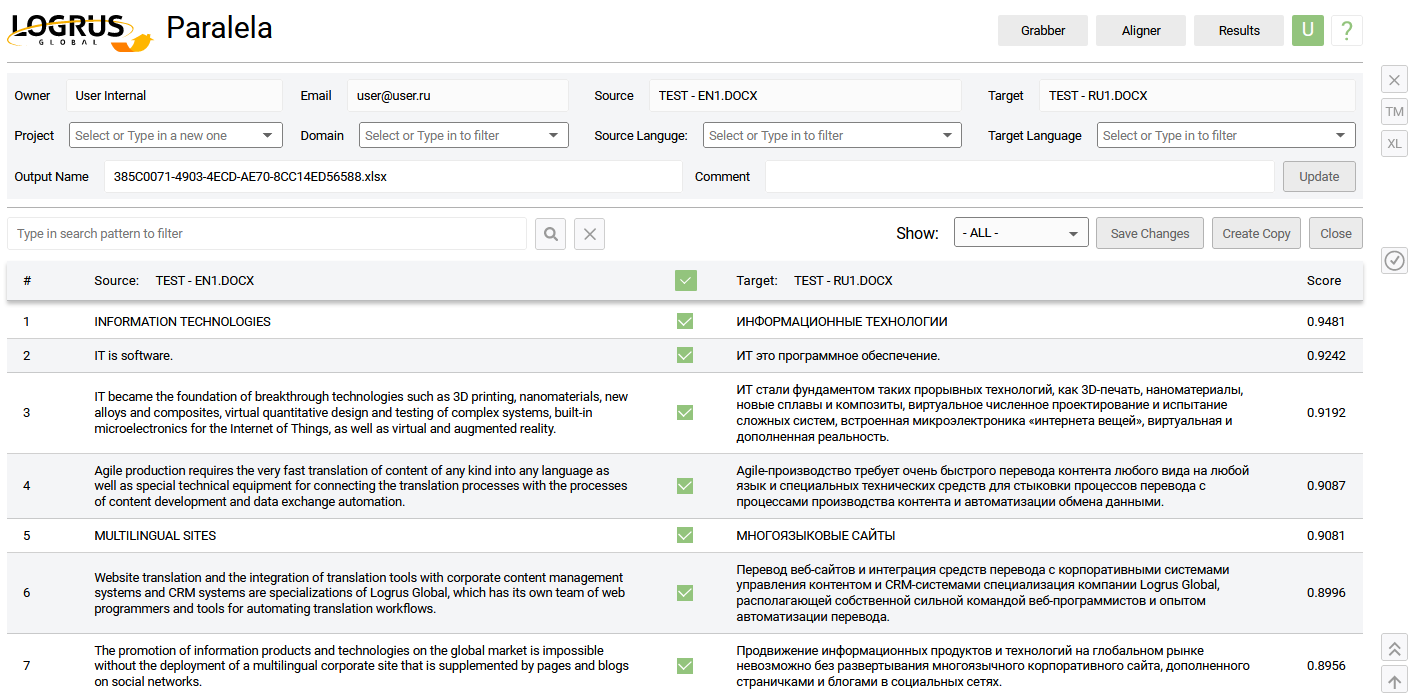 LOGRUS
GLOBAL
Paralela
Grabber
Aligner
Results
U
?
Owner
User Internal
Email
user@user.ru
Source
TEST - EN1.DOCX
Target
TEST - RU1.DOCX
TM
XL
Project
Select or Type in a new one
Domain
Select or Type in to filter
Source Languge:
Select or Type in to filter
Target Language
Select or Type in to filter
Output Name
385C0071-4903-4ECD-AE70-8CC14ED56588.xlsx
Comment
Update
Type in search pattern to filter
Show:
- ALL -
Save Changes
Create Copy
Close
#
Source: TEST - EN1.DOCX
Target: TEST - RU1.DOCX
Score
1
INFORMATION TECHNOLOGIES
ИНФОРМАЦИОННЫЕ ТЕХНОЛОГИИ
0.9481
2
IT is software.
ИТ это программное обеспечение.
0.9242
3
IT became the foundation of breakthrough technologies such as 3D printing, nanomaterials, new
alloys and composites, virtual quantitative design and testing of complex systems, built-in
microelectronics for the Internet of Things, as well as virtual and augmented reality.
ИТ стали фундаментом таких прорывных технологий, как 3D-печать, наноматериалы,
новые сплавы и композиты, виртуальное численное проектирование и испытание
сложных систем, встроенная микроэлектроника «интернета вещей», виртуальная и
дополненная реальность.
0.9192
4
Agile production requires the very fast translation of content of any kind into any language as
well as special technical equipment for connecting the translation processes with the processes
of content development and data exchange automation.
Agile-производство требует очень быстрого перевода контента любого вида на любой
язык и специальных технических средств для стыковки процессов перевода с
процессами производства контента и автоматизации обмена данными.
0.9087
5
MULTILINGUAL SITES
МНОГОЯЗЫКОВЫЕ САЙТЫ
0.9081
6
Website translation and the integration of translation tools with corporate content management
systems and CRM systems are specializations of Logrus Global, which has its own team of web
programmers and tools for automating translation workflows.
Перевод веб-сайтов и интеграция средств перевода с корпоративными системами
управления контентом и CRM-системами специализация компании Logrus Global,
располагающей собственной сильной командой веб-программистов и опытом
автоматизации перевода.
0.8996
7
The promotion of information products and technologies on the global market is impossible
without the deployment of a multilingual corporate site that is supplemented by pages and blogs
on social networks.
Продвижение информационных продуктов и технологий на глобальном рынке
невозможно без развертывания многоязычного корпоративного сайта, дополненного
страничками и блогами в социальных сетях.
0.8956